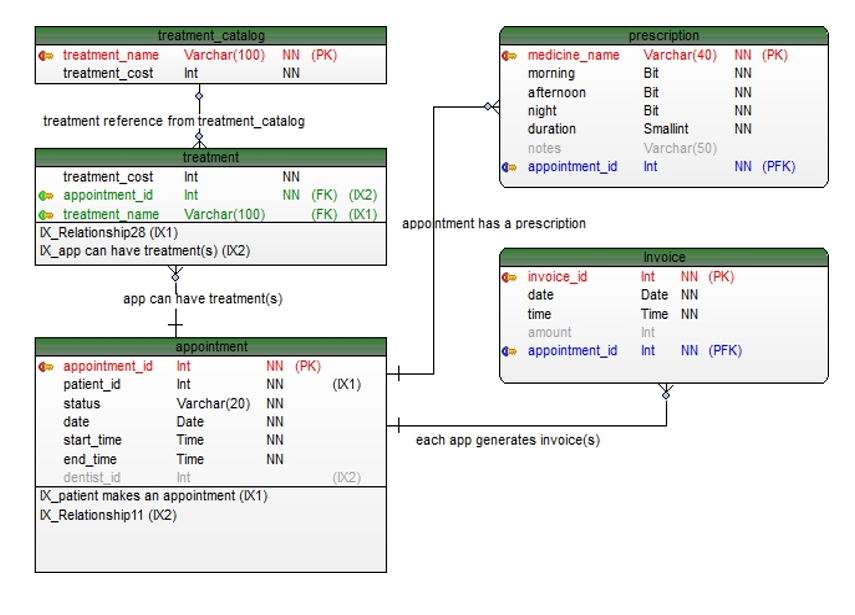 treatment_catalog
treatment_name Varchar(100) NN (PK)
treatment_cost Int NN
treatment reference from treatment_catalog
treatment
treatment_cost Int NN
appointment_id Int NN (FK) (IX2)
treatment_name Varchar(100) (FK) (IX1)
IX_Relationship28 (IX1)
IX_app can have treatment(s) (IX2)
app can have treatment(s)
appointment
appointment_id Int NN (PK)
patient_id Int NN (IX1)
status Varchar(20) NN
date Date NN
start_time Time NN
end_time Time NN
dentist_id Int (IX2)
IX_patient makes an appointment (IX1)
IX_Relationship11 (IX2)
prescription
medicine_name Varchar(40) NN (PK)
morning Bit NN
afternoon Bit NN
night Bit NN
duration Smallint NN
notes Varchar(50)
appointment_id Int NN (PFK)
appointment has a prescription
Invoice
invoice_id Int NN (PK)
date Date NN
time Time NN
amount Int
appointment_id Int NN (PFK)
each app generates invoice(s)